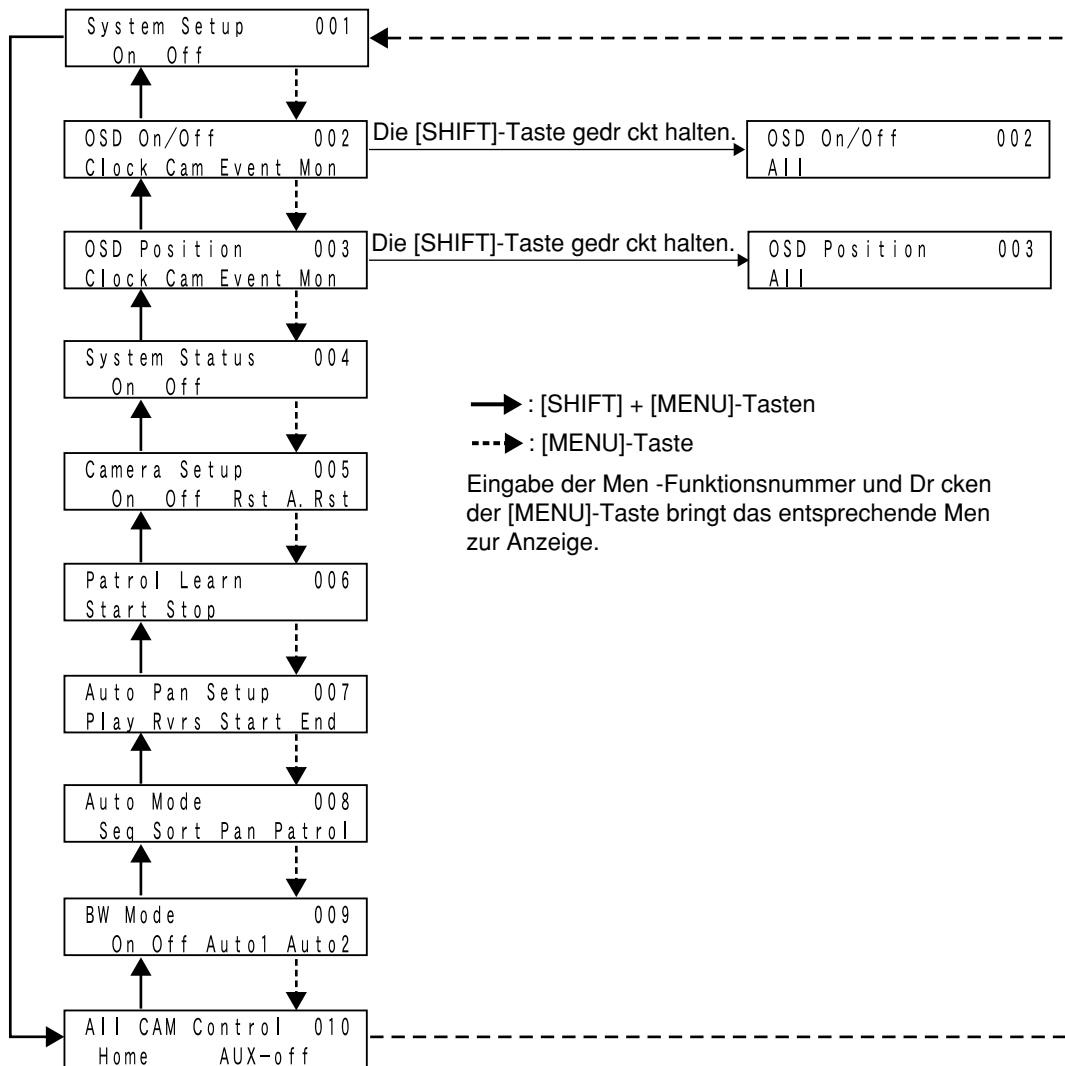 System Setup 001
On Off
OSD On/Off 002
Clock Cam Event Mon
Die [SHIFT]-Taste gedr ckt halten.
OSD On/Off 002
All
OSD Position 003
Clock Cam Event Mon
Die [SHIFT]-Taste gedr ckt halten.
OSD Position 003
All
System Status 004
On Off
: [SHIFT] + [MENU]-Tasten
: [MENU]-Taste
Eingabe der Men -Funktionsnummer und Dr cken
der [MENU]-Taste bringt das entsprechende Men
zur Anzeige.
Camera Setup 005
On Off Rst A.Rst
Patrol Learn 006
Start Stop
Auto Pan Setup 007
Play Rvrs Start End
Auto Mode 008
Seq Sort Pan Patrol
BW Mode 009
On Off Auto1 Auto2
All CAM Control 010
Home AUX-off